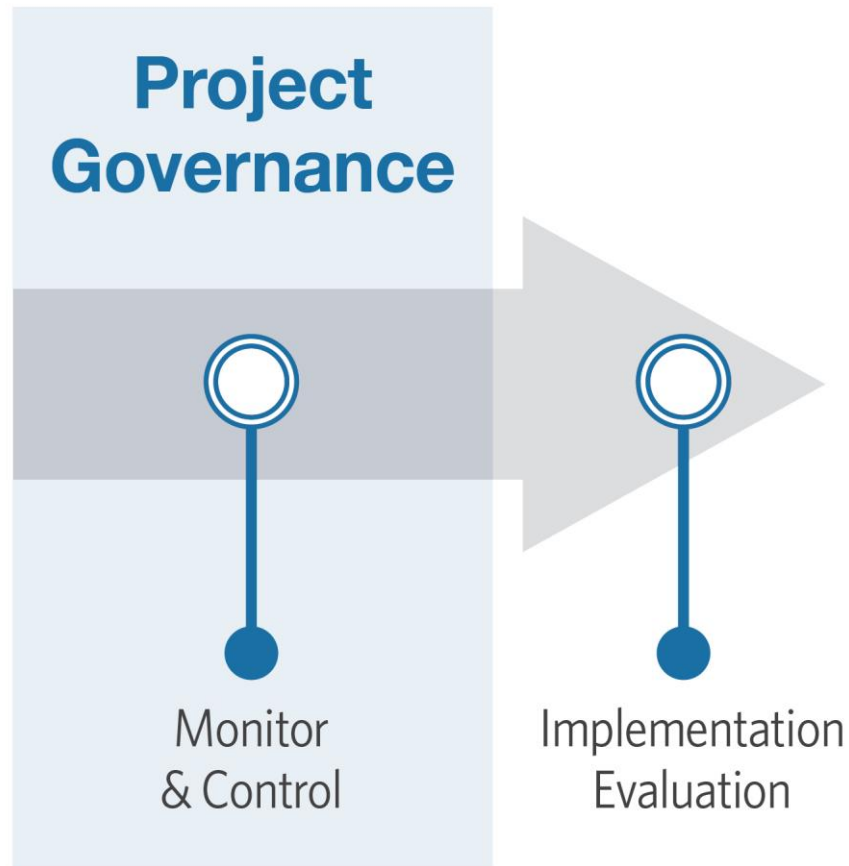 Project
Governance
Monitor
& Control
Implementation
Evaluation